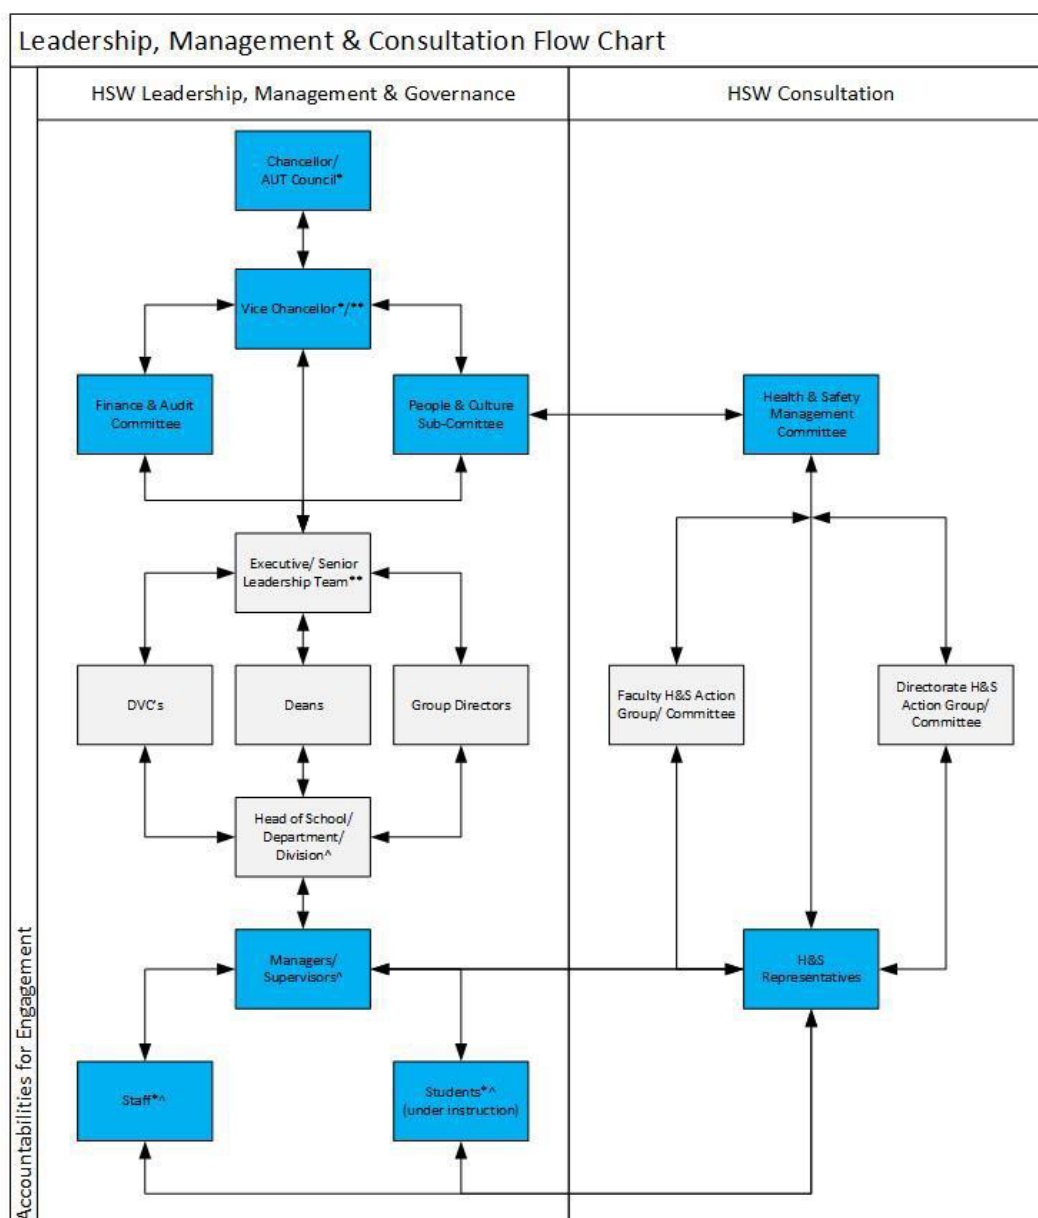 Leadership, Management & Consultation Flow Chart
HSW Leadership, Management & Governance
HSW Consultation
Chancellor/
AUT Council*
Vice Chancellor*/**
Finance & Audit
Committee
People & Culture
Sub-Comittee
Health & Safety
Management
Committee
Executive/ Senior
Leadership Team**
DVC's
Deans
Group Directors
Faculty H&S Action
Group/ Committee
Directorate H&S
Action Group/
Committee
Head of School/
Department/
Division^
Managers/
Supervisors^
H&S
Representatives
Staff*^
Students*^
(under instruction)
Accountabilities for Engagement